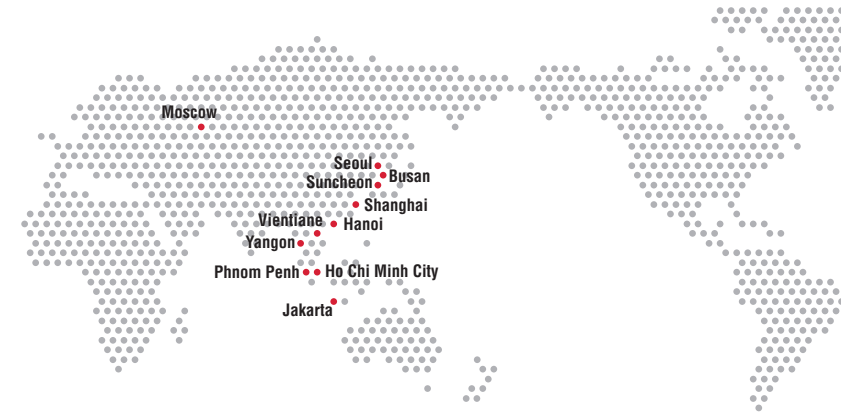 Moscow
Seoul
Busan
Suncheon
Shanghai
Vientiane
Hanoi
Yangon
Phnom Penh
Ho Chi Minh City
Jakarta